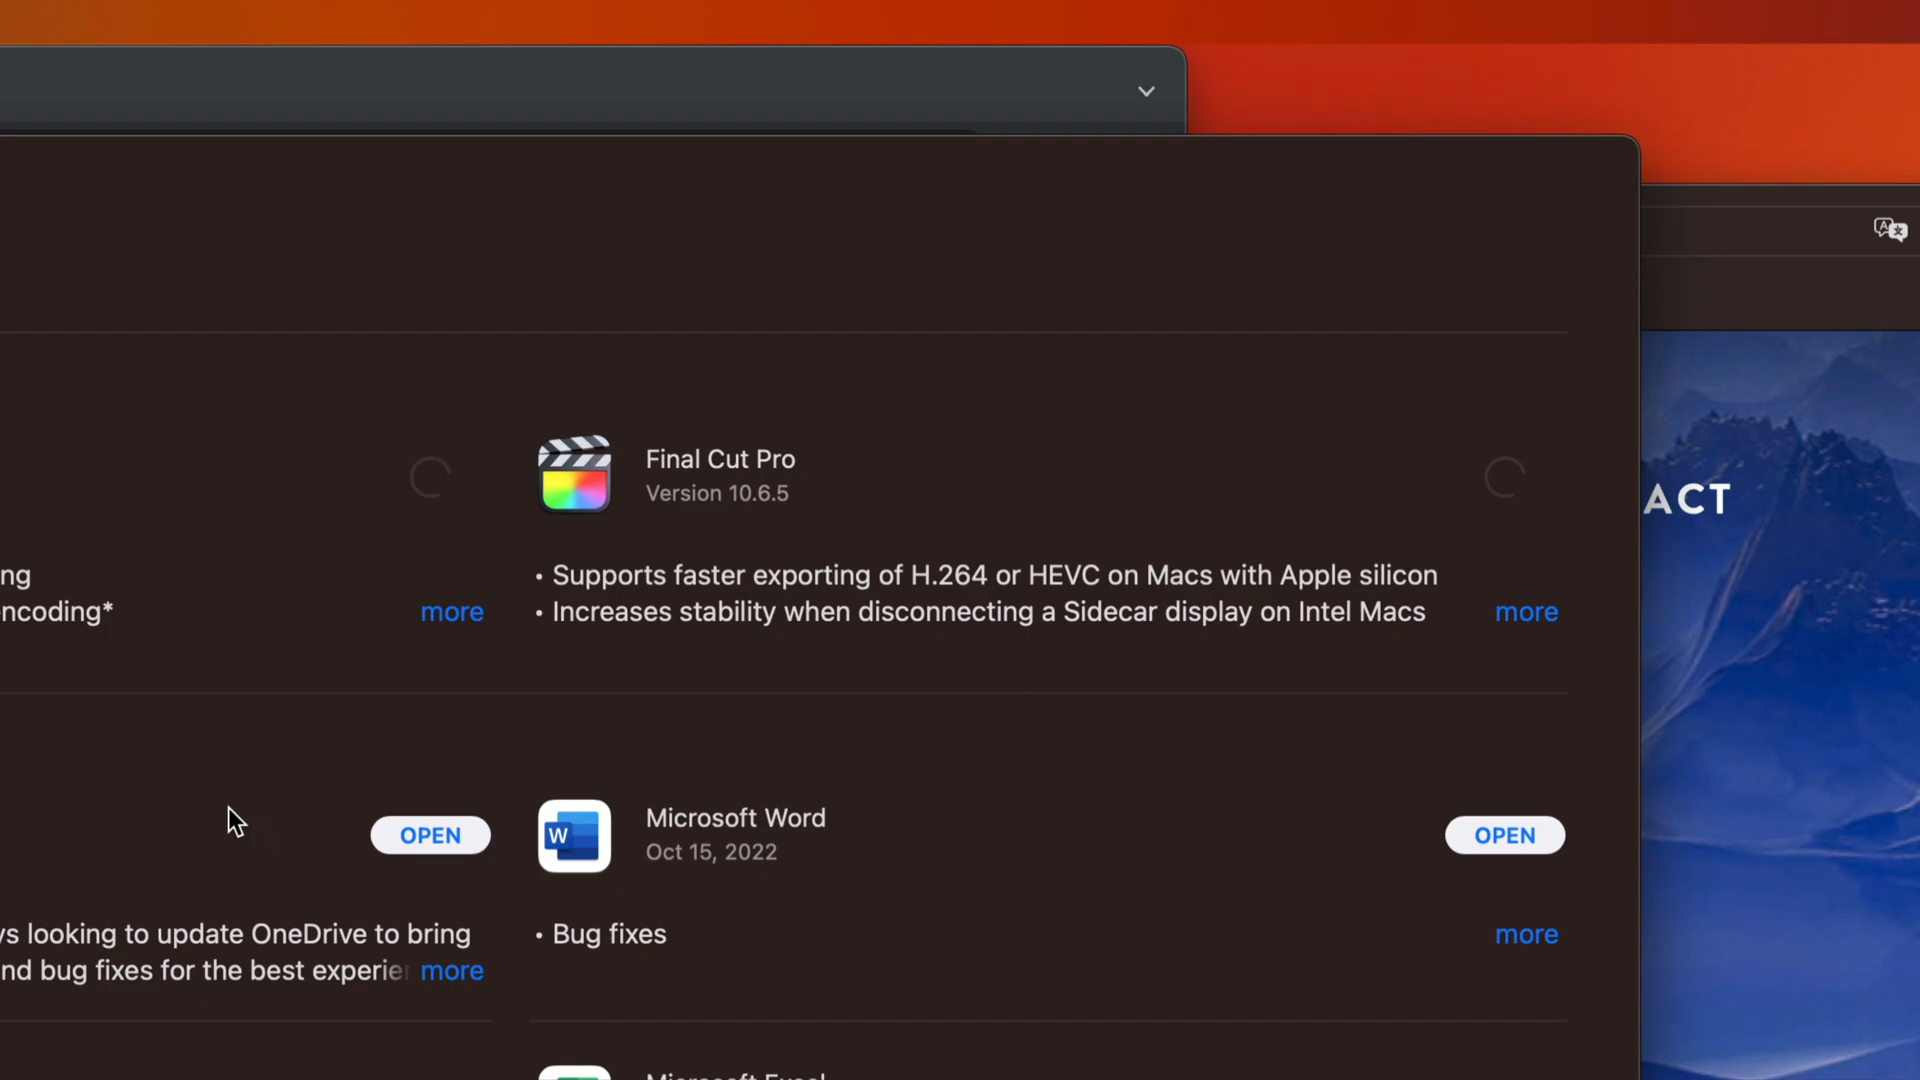 Final Cut Pro
Version 10.6.5
ACT
ng
• Supports faster exporting of H.264 or HEVC on Macs with Apple silicon
ncoding*
more
• Increases stability when disconnecting a Sidecar display on Intel Macs
more
OPEN
W
Microsoft Word
Oct 15, 2022
OPEN
ys looking to update OneDrive to bring
nd bug fixes for the best experie
more
• Bug fixes
more
Microsoft Excel